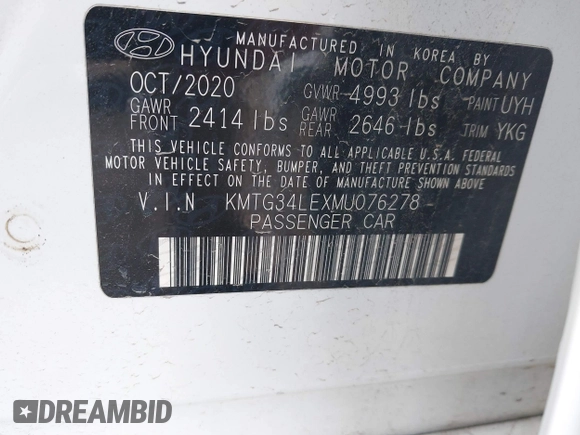 MANUFACTURED IN KOREA BY
HYUNDAI MOTOR COMPANY
OCT/2020 GVWR 4993 lbs PAINT UYH
GAWR FRONT 2414 lbs GAWR REAR 2646 lbs TRIM YKG
THIS VEHICLE CONFORMS TO ALL APPLICABLE U.S.A. FEDERAL
MOTOR VEHICLE SAFETY, BUMPER, AND THEFT PREVENTION STANDARDS
IN EFFECT ON THE DATE OF MANUFACTURE SHOWN ABOVE
V.I.N KMTG34LEXMU076278
PASSENGER CAR
DREAMBID